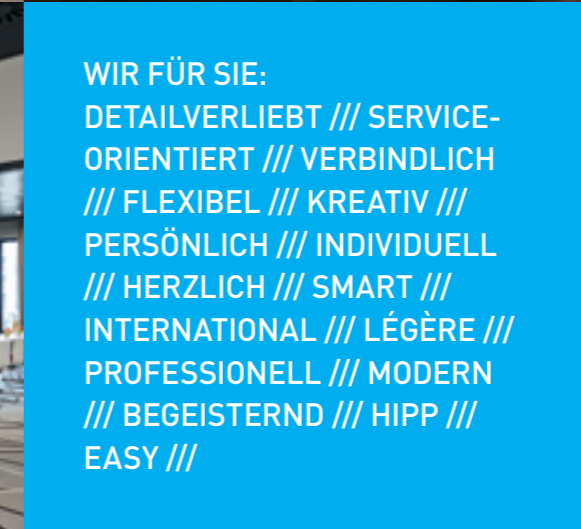 WIR FÜR SIE:
DETAILVERLIEBT /// SERVICE-
ORIENTIERT /// VERBINDLICH
/// FLEXIBEL /// KREATIV ///
PERSÖNLICH /// INDIVIDUELL
/// HERZLICH /// SMART ///
INTERNATIONAL /// LÉGÈRE ///
PROFESSIONELL /// MODERN
/// BEGEISTERND /// HIPP ///
EASY ///